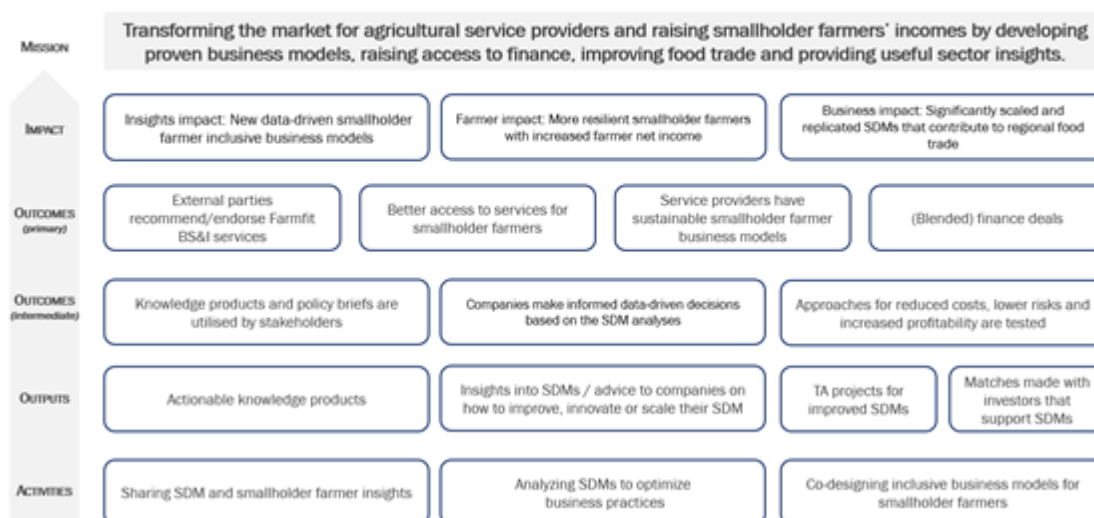 MISSION
Transforming the market for agricultural service providers and raising smallholder farmers' incomes by developing
proven business models, raising access to finance, improving food trade and providing useful sector insights.
IMPACT
Insights impact: New data-driven smallholder
farmer inclusive business models
Farmer impact: More resilient smallholder farmers
with increased farmer net income
Business impact: Significantly scaled and
replicated SDMs that contribute to regional food
trade
OUTCOMES
(primary)
External parties
recommend/endorse Farmfit
BS&I services
Better access to services for
smallholder farmers
Service providers have
sustainable smallholder farmer
business models
(Blended) finance deals
OUTCOMES
(intermediate)
Knowledge products and policy briefs are
utilised by stakeholders
Companies make informed data-driven decisions
based on the SDM analyses
Approaches for reduced costs, lower risks and
increased profitability are tested
OUTPUTS
Actionable knowledge products
Insights into SDMs / advice to companies on
how to improve, innovate or scale their SDM
TA projects for
improved SDMs
Matches made with
investors that
support SDMs
ACTIVITIES
Sharing SDM and smallholder farmer insights
Analyzing SDMs to optimize
business practices
Co-designing inclusive business models for
smallholder farmers